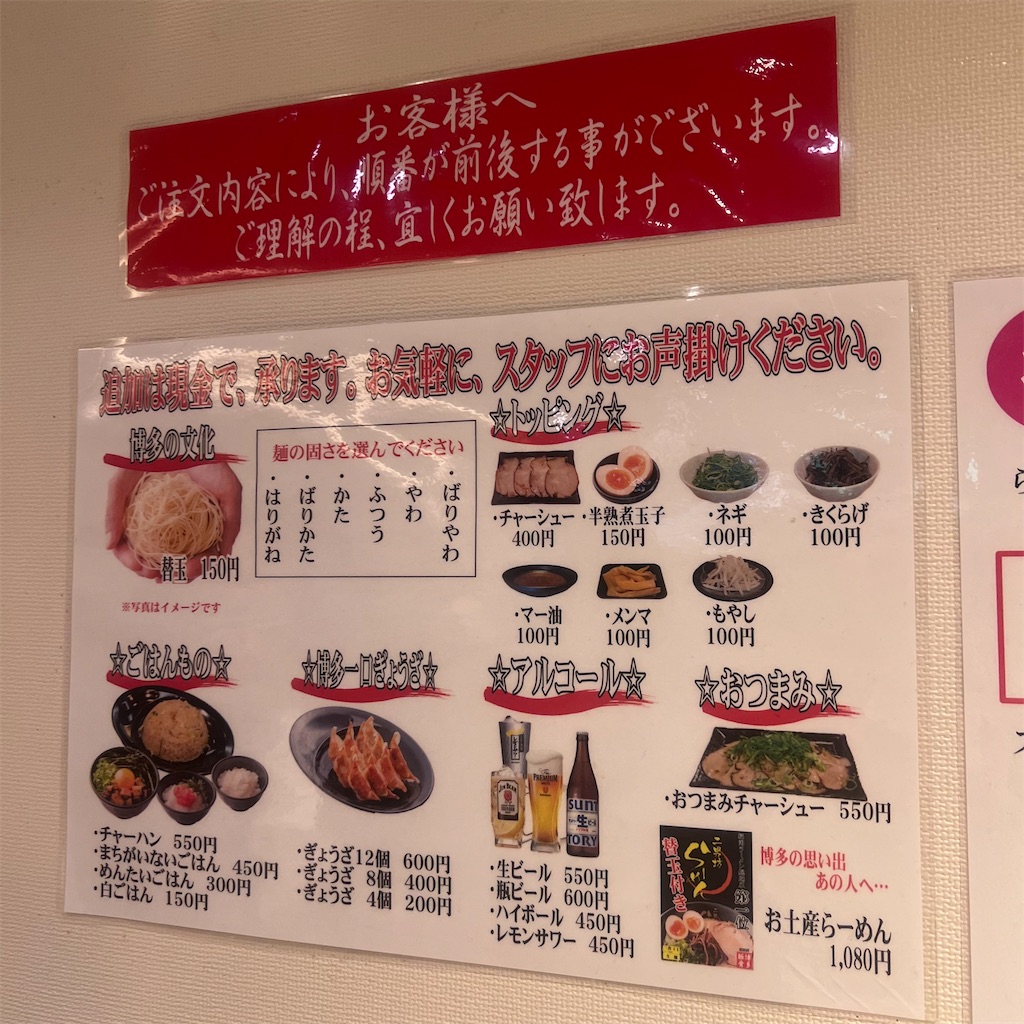 お客様へ
ご注文内容により、順番が前後する事がございます。
ご理解の程、宜しくお願い致します。
追加は現金で、承ります。お気軽に、スタッフにお声掛けください。
博多の文化
替玉 150円
※写真はイメージです
麺の固さを選んでください
・ばりやわ
・やわ
・ふつう
・かた
・ばりかた
・はりがね
☆トッピング☆
・チャーシュー
400円
・半熟煮玉子
150円
・ネギ
100円
・きくらげ
100円
・マー油
100円
・メンマ
100円
・もやし
100円
☆ごはんもの☆
・チャーハン 550円
・まちがいないごはん 450円
・めんたいごはん 300円
・白ごはん 150円
☆博多一口ぎょうざ☆
・ぎょうざ12個 600円
・ぎょうざ 8個 400円
・ぎょうざ 4個 200円
☆アルコール☆
PREMIUM
SUNT
生ビール
TORY
・生ビール 550円
・瓶ビール 600円
・ハイボール 450円
・レモンサワー 450円
☆おつまみ☆
・おつまみチャーシュー 550円
替玉付き
らーめん
第一位
博多の思い出
あの人へ…
お土産らーめん
1,080円